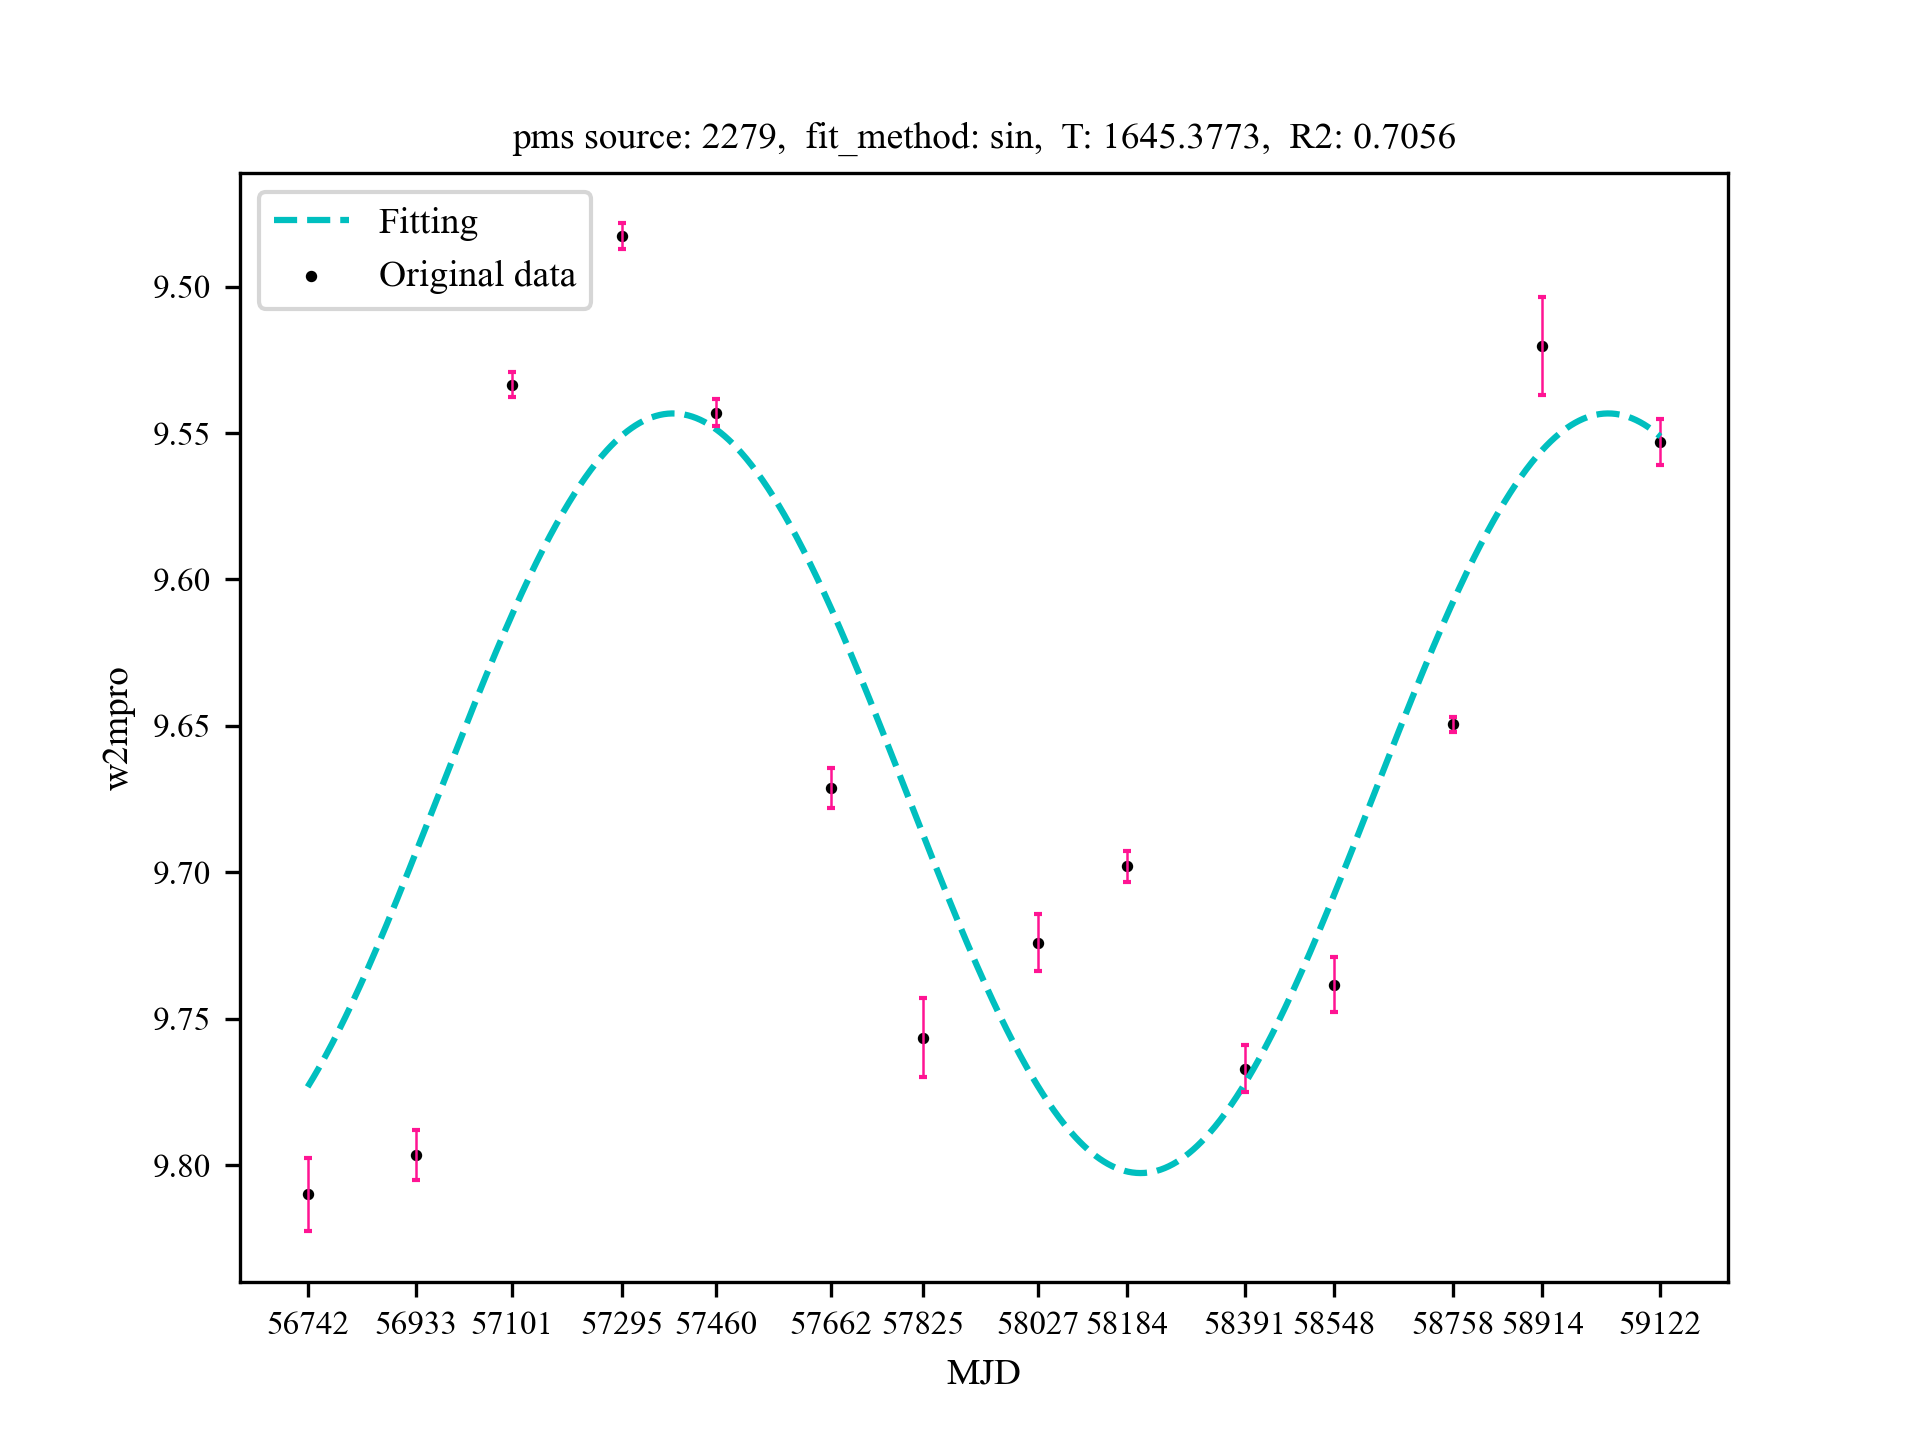 pms source: 2279, fit_method: sin, T: 1645.3773, R2: 0.7056
Fitting
Original data
9.50
9.55
9.60
9.65
9.70
9.75
9.80
w2mpro
56742 56933 57101 57295 57460 57662 57825 58027 58184 58391 58548 58758 58914 59122
MJD